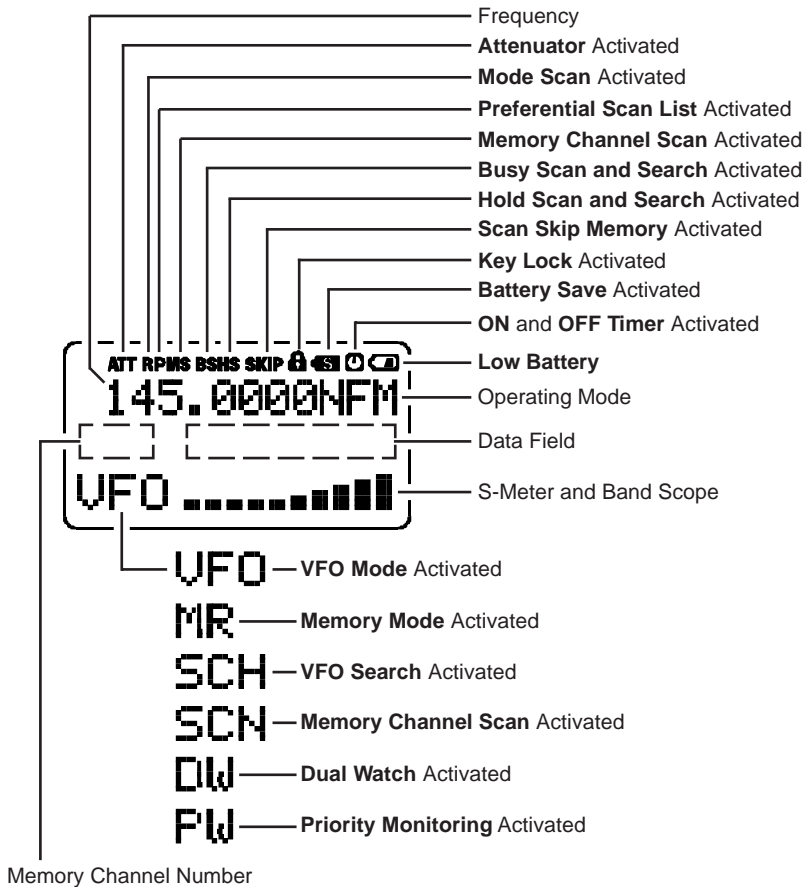 Frequency
Attenuator Activated
Mode Scan Activated
Preferential Scan List Activated
Memory Channel Scan Activated
Busy Scan and Search Activated
Hold Scan and Search Activated
Scan Skip Memory Activated
Key Lock Activated
Battery Save Activated
ON and OFF Timer Activated
ATT RPMS BSHS SKIP S
Low Battery
145.0000NFM
Operating Mode
Data Field
VFO
S-Meter and Band Scope
VFO VFO Mode Activated
MR Memory Mode Activated
SCH VFO Search Activated
SCN Memory Channel Scan Activated
DW Dual Watch Activated
PW Priority Monitoring Activated
Memory Channel Number